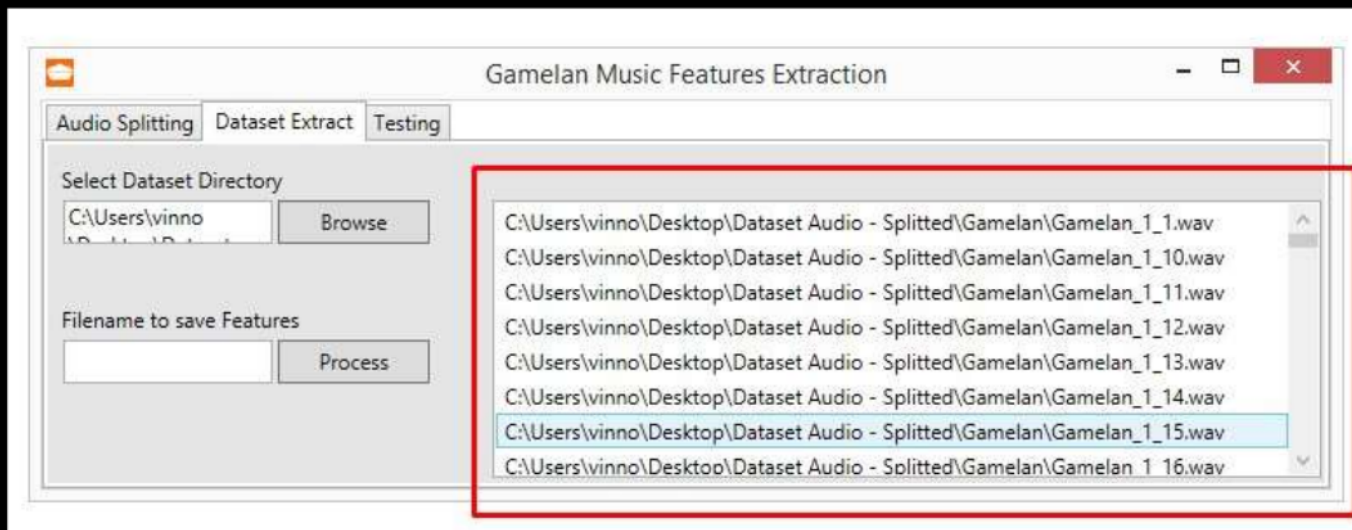 Gamelan Music Features Extraction
Audio Splitting Dataset Extract Testing
Select Dataset Directory
C:\Users\vinno
Browse
Filename to save Features
Process
C:\Users\vinno\Desktop\Dataset Audio - Splitted\Gamelan\Gamelan_1_1.wav
C:\Users\vinno\Desktop\Dataset Audio - Splitted\Gamelan\Gamelan_1_10.wav
C:\Users\vinno\Desktop\Dataset Audio - Splitted\Gamelan\Gamelan_1_11.wav
C:\Users\vinno\Desktop\Dataset Audio - Splitted\Gamelan\Gamelan_1_12.wav
C:\Users\vinno\Desktop\Dataset Audio - Splitted\Gamelan\Gamelan_1_13.wav
C:\Users\vinno\Desktop\Dataset Audio - Splitted\Gamelan\Gamelan_1_14.wav
C:\Users\vinno\Desktop\Dataset Audio - Splitted\Gamelan\Gamelan_1_15.wav
C:\Users\vinno\Desktop\Dataset Audio - Splitted\Gamelan\Gamelan_1_16.wav